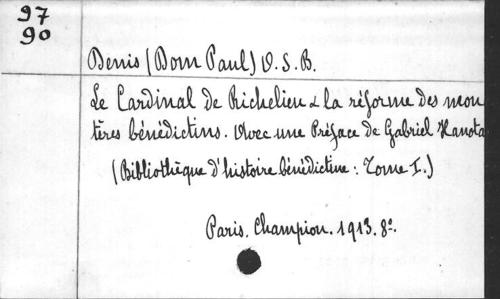 97
90
Denis (Dom Paul) O.S.B.
Le Cardinal de Richelieu & la réforme des mon
tères bénédictins. Avec une Préface de Gabriel Hanota
(Bibliothèque d'histoire bénédictine : Tome I.)
Paris. Champion. 1913. 8º.